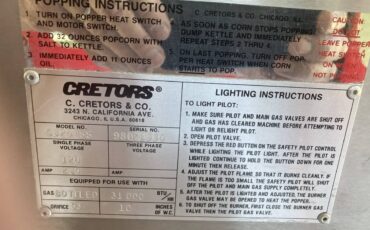 POPPING INSTRUCTIONS
1. TURN ON POPPER HEAT SWITCH
AND MOTOR SWITCH
2. ADD 32 OUNCES POPCORN WITH
SALT TO KETTLE
3. IMMEDIATELY ADD 11 OUNCES
OIL.
C. CRETORS & CO. CHICAGO, ILL.
AS SOON AS CORN STOPS POPPING
DUMP KETTLE AND IMMEDIATELY
REPEAT STEPS 2 THRU 4
5. ON LAST POPPING, TURN OFF POPPER
HEAT SWITCH WHEN CORN
STARTS TO POP.
CAUTION
DO NOT
LEAVE POPPER
HEAT SWITCH
CRETORS®
C. CRETORS & CO.
3243 N. CALIFORNIA AVE.
CHICAGO, IL U.S.A. 60618
MODEL NO. SERIAL NO.
SINGLE PHASE THREE PHASE
VOLT VOLT
AMP AMP
EQUIPPED FOR USE WITH
GAS BOTTLED 31,000 BTU/HR
ORIFICE 10 INCHES OF W.C.
LIGHTING INSTRUCTIONS
TO LIGHT PILOT:
1. MAKE SURE PILOT AND MAIN GAS VALVES ARE SHUT OFF
AND GAS HAS CLEARED MACHINE BEFORE ATTEMPTING TO
LIGHT OR RELIGHT PILOT.
2. OPEN PILOT VALVE.
3. DEPRESS THE RED BUTTON ON THE SAFETY PILOT CONTROL
WHILE LIGHTING THE PILOT LIGHT. AFTER THE PILOT IS
LIGHTED CONTINUE TO HOLD THE BUTTON DOWN FOR ONE
MINUTE THEN RELEASE.
4. ADJUST THE PILOT FLAME SO THAT IT BURNS CLEARLY. IF
THE FLAME IS TOO SMALL THE SAFETY PILOT WILL SHUT
OFF THE PILOT AND MAIN GAS SUPPLY COMPLETELY.
5. AFTER THE PILOT IS LIGHTED AND ADJUSTED, THE BURNER
GAS VALVE MAY BE OPENED TO HEAT THE POPPER.
6. TO SHUT OFF THE BURNER, FIRST CLOSE THE BURNER GAS
VALVE THEN THE PILOT GAS VALVE.